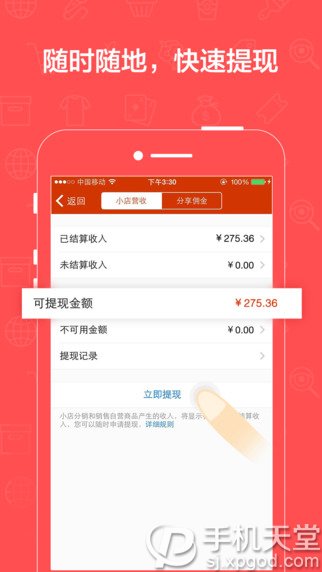 随时随地，快速提现
中国移动 下午3:30 100%
返回 小店营收 分享佣金
已结算收入 ￥275.36
未结算收入 ￥0.00
可提现金额 ￥275.36
不可用金额 ￥0.00
提现记录
立即提现
小店分销和销售自营商品产生的收入，将显示 结算收
入，您可以随时申请提现。详细规则
手机天堂
sj.xpgod.com